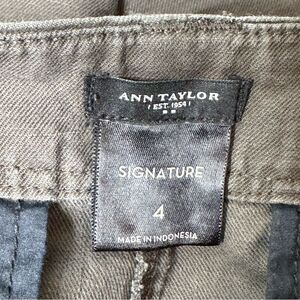 ANN TAYLOR
EST. 1954
SIGNATURE
4
MADE IN INDONESIA